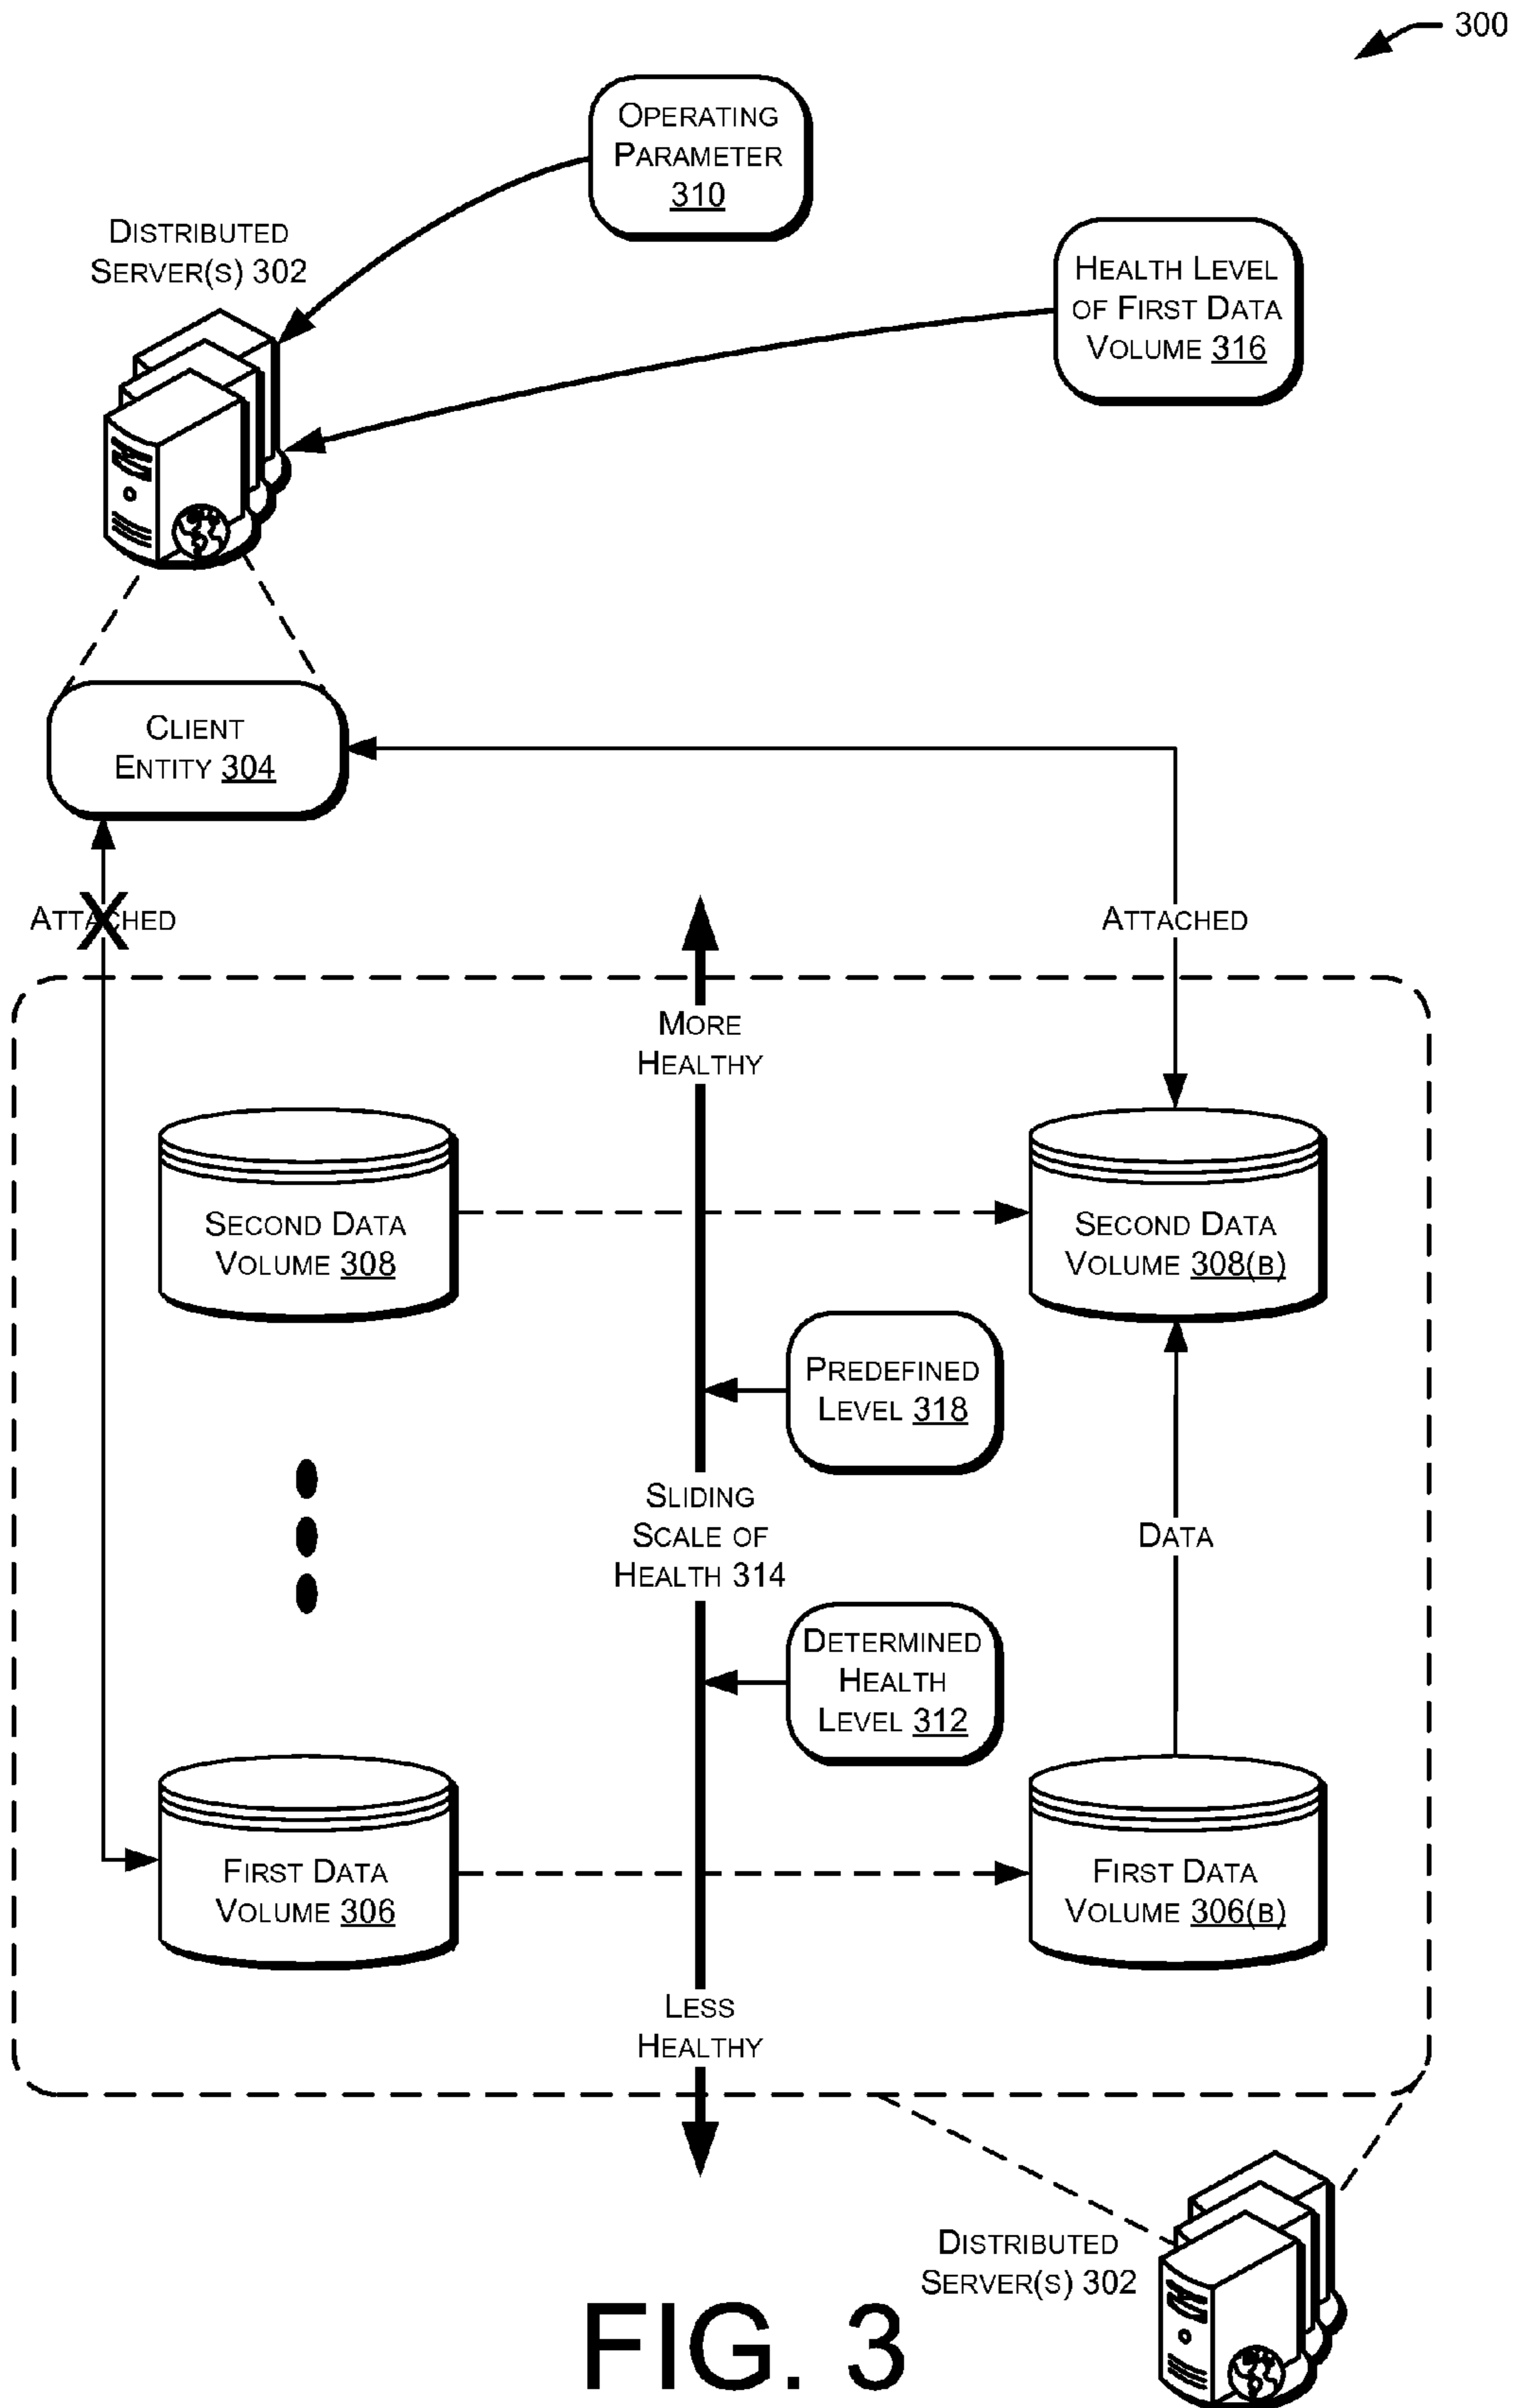 300
OPERATING
PARAMETER
310
DISTRIBUTED
SERVER(S) 302
HEALTH LEVEL
OF FIRST DATA
VOLUME 316
CLIENT
ENTITY 304
ATTACHED
X
ATTACHED
MORE
HEALTHY
SECOND DATA
VOLUME 308
SECOND DATA
VOLUME 308(B)
PREDEFINED
LEVEL 318
SLIDING
SCALE OF
HEALTH 314
DATA
DETERMINED
HEALTH
LEVEL 312
FIRST DATA
VOLUME 306
FIRST DATA
VOLUME 306(B)
LESS
HEALTHY
DISTRIBUTED
SERVER(S) 302
FIG. 3